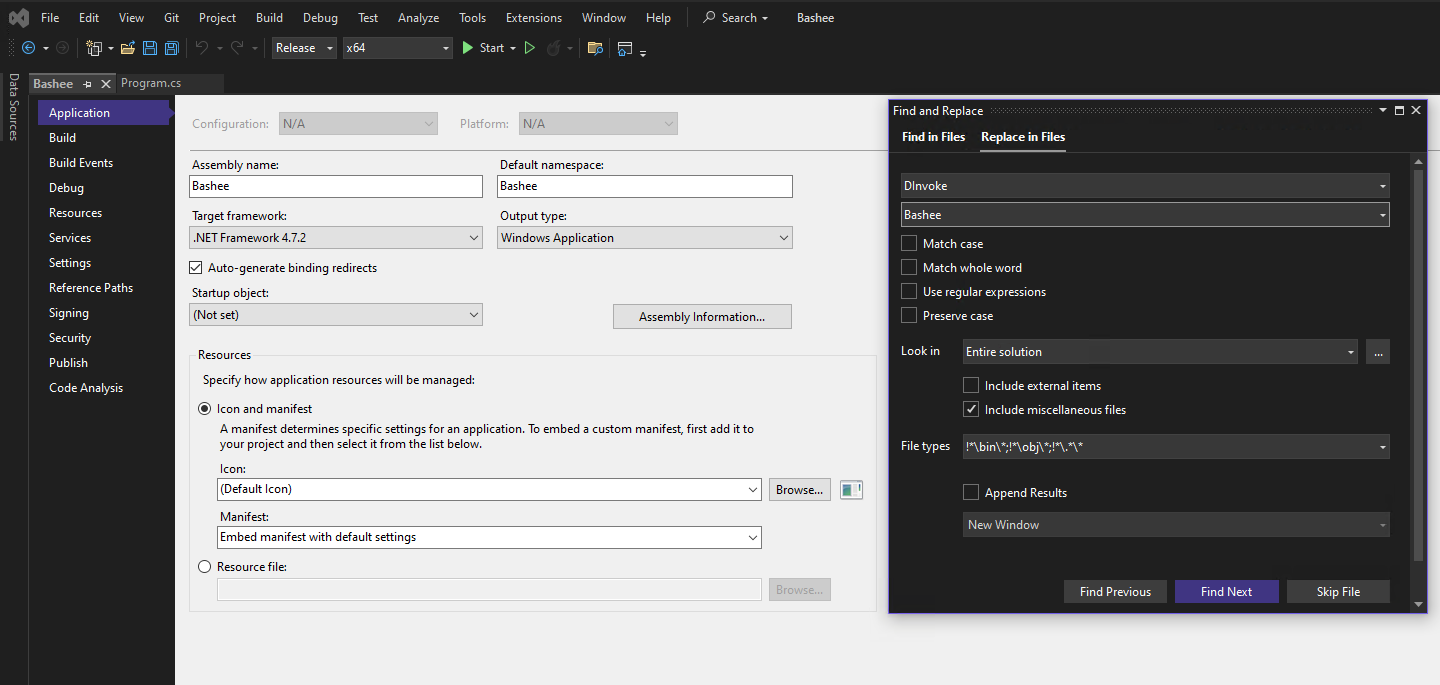 File Edit View Git Project Build Debug Test Analyze Tools Extensions Window Help Search Bashee
Release x64 Start
Data Sources
Bashee Program.cs
Application
Build
Build Events
Debug
Resources
Services
Settings
Reference Paths
Signing
Security
Publish
Code Analysis
Configuration: N/A Platform: N/A
Assembly name: Default namespace:
Bashee Bashee
Target framework: Output type:
.NET Framework 4.7.2 Windows Application
Auto-generate binding redirects
Startup object:
(Not set) Assembly Information...
Resources
Specify how application resources will be managed:
Icon and manifest
A manifest determines specific settings for an application. To embed a custom manifest, first add it to
your project and then select it from the list below.
Icon:
(Default Icon) Browse...
Manifest:
Embed manifest with default settings
Resource file:
Browse...
Find and Replace
Find in Files Replace in Files
DInvoke
Bashee
Match case
Match whole word
Use regular expressions
Preserve case
Look in Entire solution ...
Include external items
Include miscellaneous files
File types !*\bin\*;!*\obj\*;!*\.*\*
Append Results
New Window
Find Previous Find Next Skip File